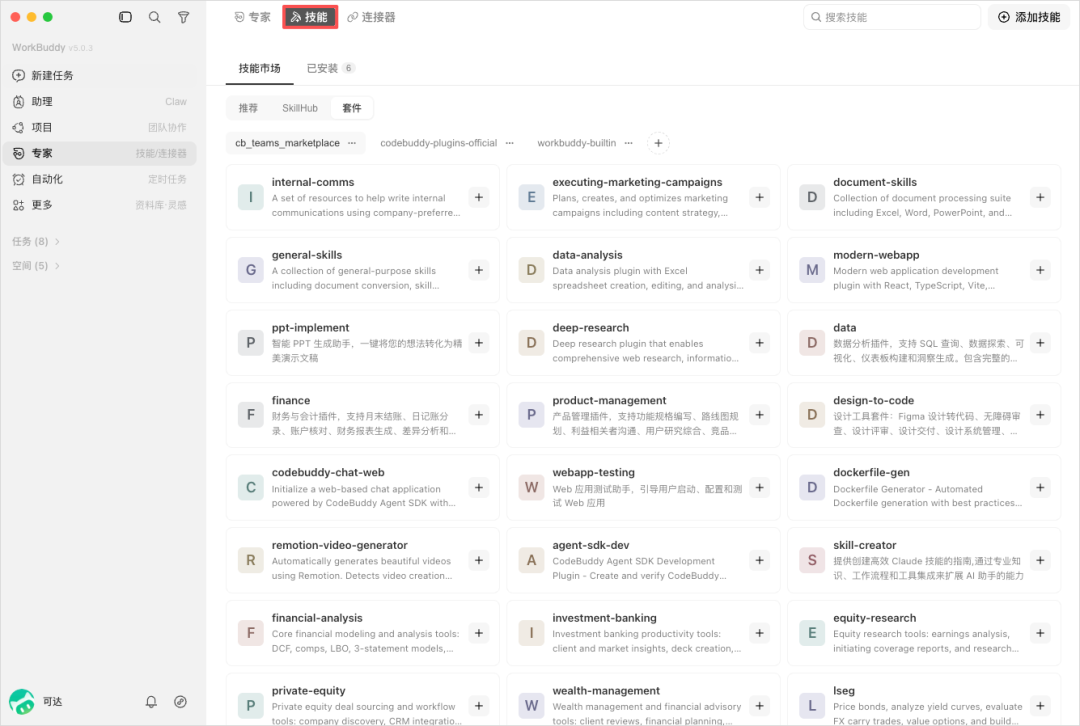 专家
技能
连接器
搜索技能
添加技能
WorkBuddy v5.0.3
新建任务
助理 Claw
项目 团队协作
专家 技能/连接器
自动化 定时任务
更多 资料库·灵感
任务 (8)
空间 (5)
可达
技能市场
已安装 6
推荐
SkillHub
套件
cb_teams_marketplace ···
codebuddy-plugins-official ···
workbuddy-builtin ···
I
internal-comms
A set of resources to help write internal
communications using company-preferre...
E
executing-marketing-campaigns
Plans, creates, and optimizes marketing
campaigns including content strategy,...
D
document-skills
Collection of document processing suite
including Excel, Word, PowerPoint, and...
G
general-skills
A collection of general-purpose skills
including document conversion, skill...
D
data-analysis
Data analysis plugin with Excel
spreadsheet creation, editing, and analysi...
M
modern-webapp
Modern web application development
plugin with React, TypeScript, Vite,...
P
ppt-implement
智能 PPT 生成助手，一键将您的想法转化为精
美演示文稿
D
deep-research
Deep research plugin that enables
comprehensive web research, informatio...
D
data
数据分析插件，支持 SQL 查询、数据探索、可
视化、仪表板构建和洞察生成。包含完整的...
F
finance
财务与会计插件，支持月末结账、日记账分
录、账户核对、财务报表生成、差异分析和...
P
product-management
产品管理插件，支持功能规格编写、路线图规
划、利益相关者沟通、用户研究综合、竞品...
D
design-to-code
设计工具套件：Figma 设计转代码、无障碍审
查、设计评审、设计交付、设计系统管理、...
C
codebuddy-chat-web
Initialize a web-based chat application
powered by CodeBuddy Agent SDK with...
W
webapp-testing
Web 应用测试助手，引导用户启动、配置和测
试 Web 应用
D
dockerfile-gen
Dockerfile Generator - Automated
Dockerfile generation with best practices...
R
remotion-video-generator
Automatically generates beautiful videos
using Remotion. Detects video creation...
A
agent-sdk-dev
CodeBuddy Agent SDK Development
Plugin - Create and verify CodeBuddy...
S
skill-creator
提供创建高效 Claude 技能的指南,通过专业知
识、工作流程和工具集成来扩展 AI 助手的能力
F
financial-analysis
Core financial modeling and analysis tools:
DCF, comps, LBO, 3-statement models,...
I
investment-banking
Investment banking productivity tools:
client and market insights, deck creation,...
E
equity-research
Equity research tools: earnings analysis,
initiating coverage reports, and research...
P
private-equity
Private equity deal sourcing and workflow
tools: company discovery, CRM integratio...
W
wealth-management
Wealth management and financial advisory
tools: client reviews, financial planning,...
L
lseg
Price bonds, analyze yield curves, evaluate
FX carry trades, value options, and build...